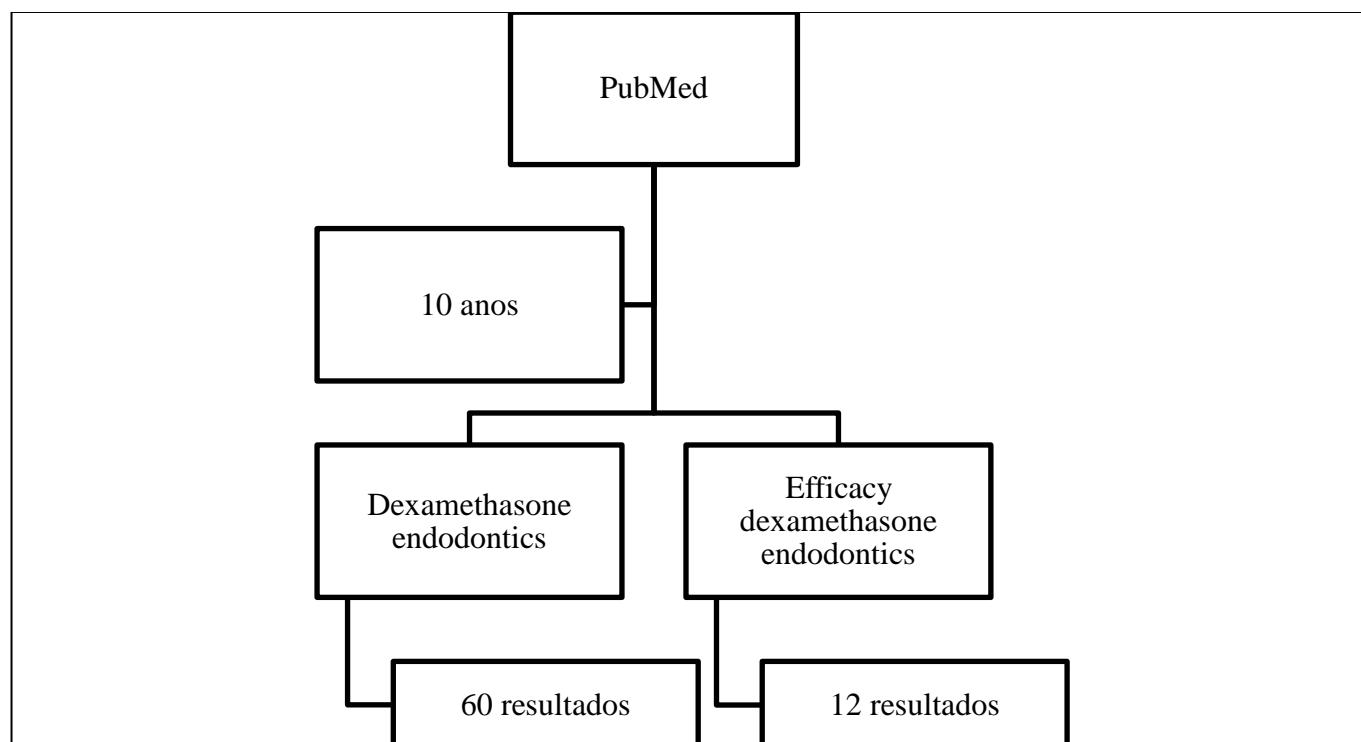 PubMed
10 anos
Dexamethasone
endodontics
Efficacy
dexamethasone
endodontics
60 resultados
12 resultados